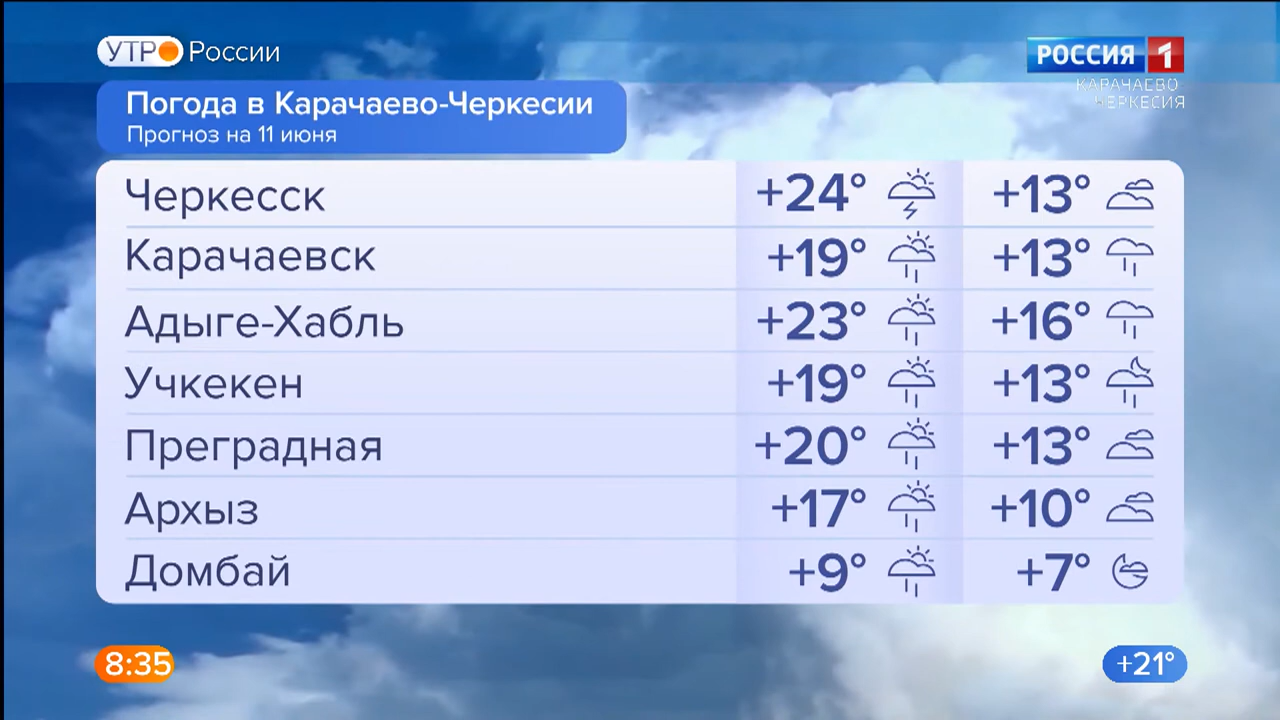 УТРО России
РОССИЯ 1
КАРАЧАЕВО
ЧЕРКЕСИЯ
Погода в Карачаево-Черкесии
Прогноз на 11 июня
Черкесск +24° +13°
Карачаевск +19° +13°
Адыге-Хабль +23° +16°
Учкекен +19° +13°
Преградная +20° +13°
Архыз +17° +10°
Домбай +9° +7°
8:35 +21°